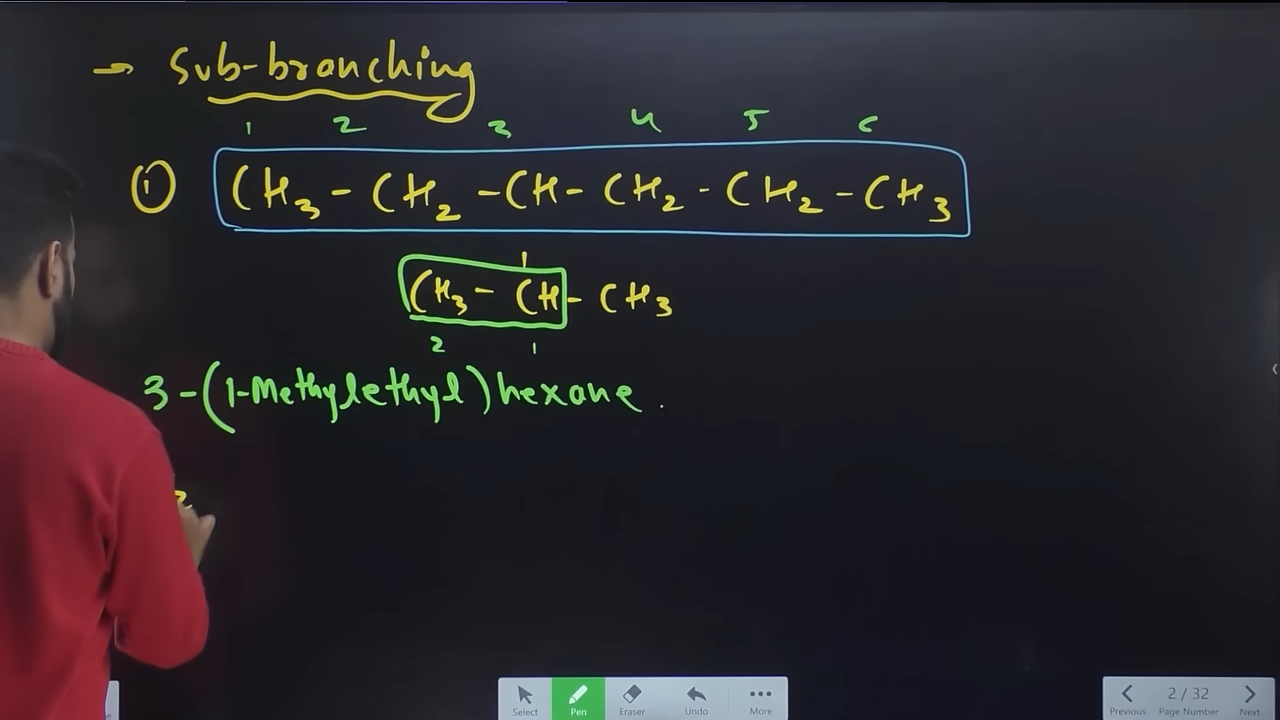 → Sub-branching
1 2 3 4 5 6
① CH₃ - CH₂ - CH - CH₂ - CH₂ - CH₃
CH₃ - CH - CH₃
2 1
3-(1-Methylethyl)hexane.
2
Select Pen Eraser Undo More
2 / 32
Previous Page Number Next